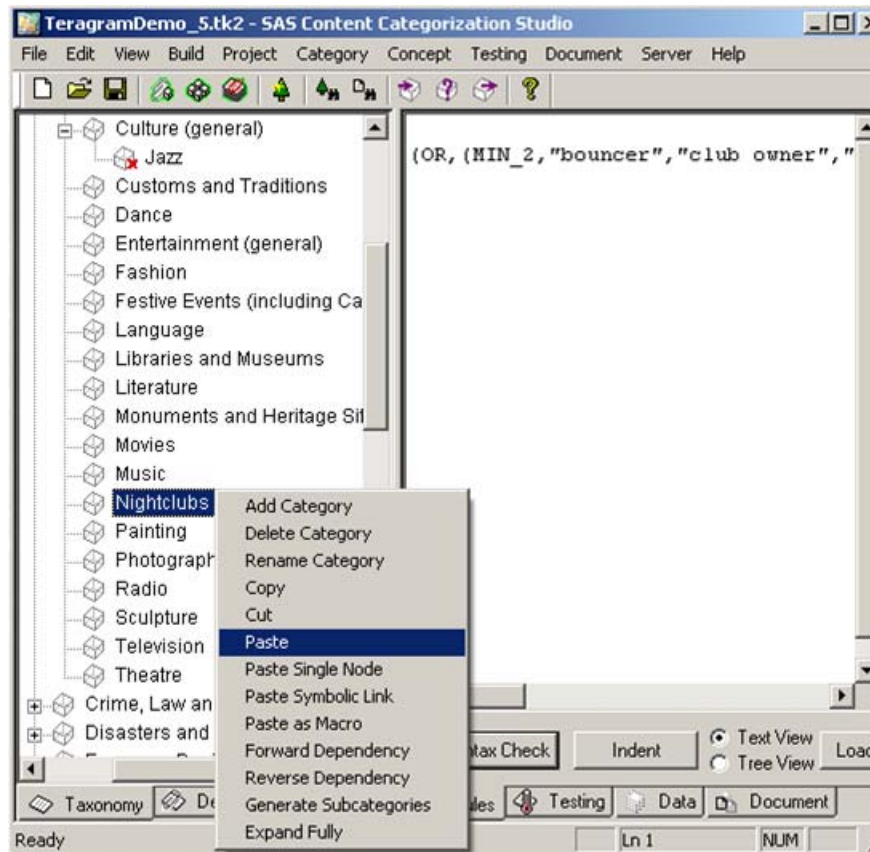 TeragramDemo_5.tk2 - SAS Content Categorization Studio
File Edit View Build Project Category Concept Testing Document Server Help
Culture (general)
Jazz
(OR,(MIN_2,"bouncer","club owner","
Customs and Traditions
Dance
Entertainment (general)
Fashion
Festive Events (including Ca
Language
Libraries and Museums
Literature
Monuments and Heritage Sit
Movies
Music
Nightclubs
Painting
Photograph
Radio
Sculpture
Television
Theatre
Crime, Law an
Disasters and
Add Category
Delete Category
Rename Category
Copy
Cut
Paste
Paste Single Node
Paste Symbolic Link
Paste as Macro
Forward Dependency
Reverse Dependency
Generate Subcategories
Expand Fully
ntax Check Indent Text View Load
Tree View
Taxonomy De les Testing Data Document
Ready Ln 1 NUM